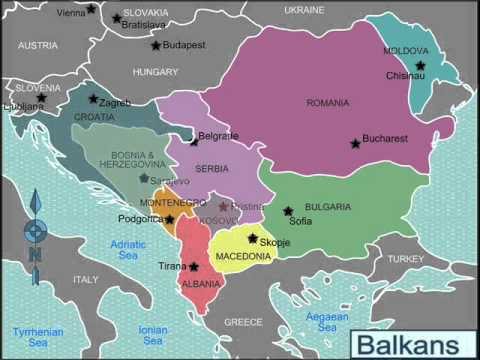 UKRAINE
Vienna
SLOVAKIA
Bratislava
AUSTRIA
Budapest
MOLDOVA
HUNGARY
Chisinau
SLOVENIA
Ljubljana
Zagreb
ROMANIA
CROATIA
Belgrade
Bucharest
BOSNIA &
HERZEGOVINA
SERBIA
Sarajevo
MONTENEGRO
Pristina
BULGARIA
Podgorica
KOSOVO
Sofia
Adriatic
Sea
Skopje
MACEDONIA
TURKEY
N
Tirana
ITALY
ALBANIA
Tyrrhenian
Sea
Ionian
Sea
GREECE
Aegaean
Sea
Balkans